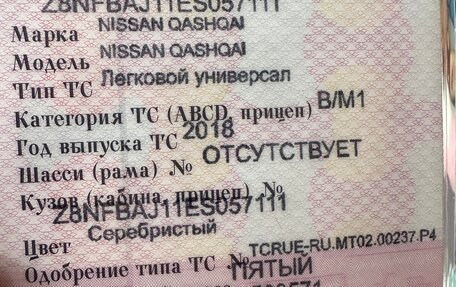 Z8NFBAJ11ES057111
Марка NISSAN QASHQAI
Модель NISSAN QASHQAI
Тип ТС Легковой универсал
Категория ТС (ABCD, прицеп) B/M1
Год выпуска ТС 2018
Шасси (рама) № ОТСУТСТВУЕТ
Кузов (кабина, прицеп) №
Z8NFBAJ11ES057111
Цвет Серебристый
Одобрение типа ТС № TCRUE-RU.MT02.00237.P4
ПЯТЫЙ